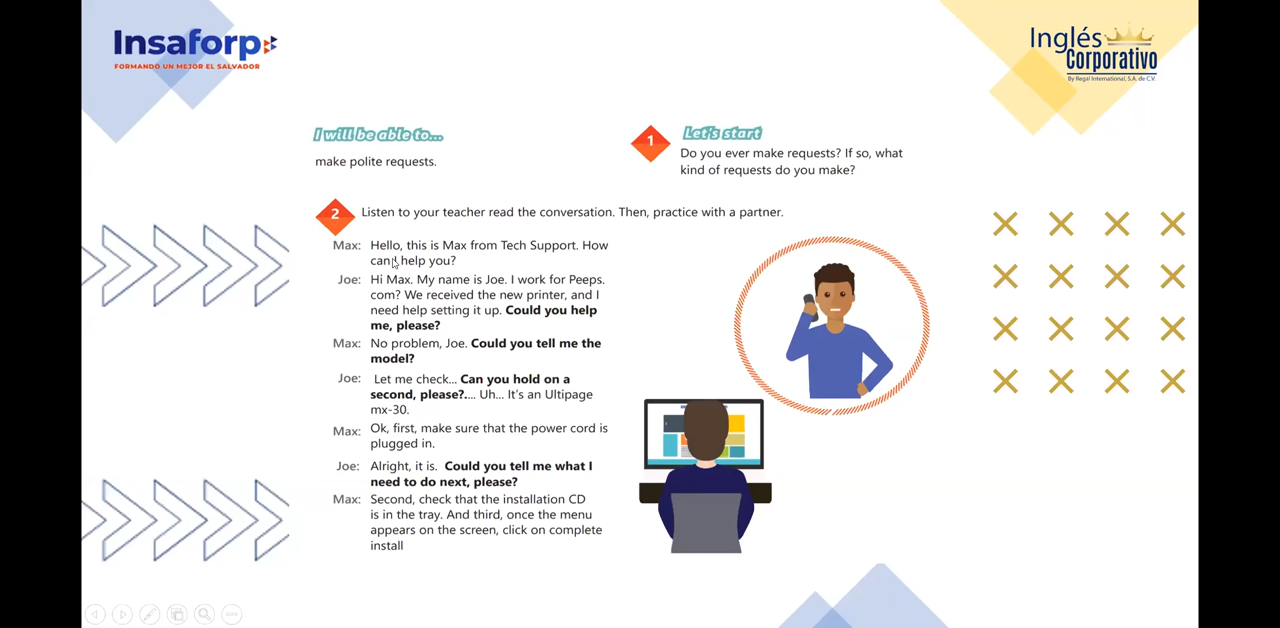 Insaforp
FORMANDO UN MEJOR EL SALVADOR
Inglés
Corporativo
By Regal International, S.A. de C.V.
I will be able to...
make polite requests.
1
Let's start
Do you ever make requests? If so, what
kind of requests do you make?
2
Listen to your teacher read the conversation. Then, practice with a partner.
Max: Hello, this is Max from Tech Support. How
can I help you?
Joe: Hi Max. My name is Joe. I work for Peeps.
com? We received the new printer, and I
need help setting it up. Could you help
me, please?
Max: No problem, Joe. Could you tell me the
model?
Joe: Let me check... Can you hold on a
second, please?.... Uh... It's an Ultipage
mx-30.
Max: Ok, first, make sure that the power cord is
plugged in.
Joe: Alright, it is. Could you tell me what I
need to do next, please?
Max: Second, check that the installation CD
is in the tray. And third, once the menu
appears on the screen, click on complete
install